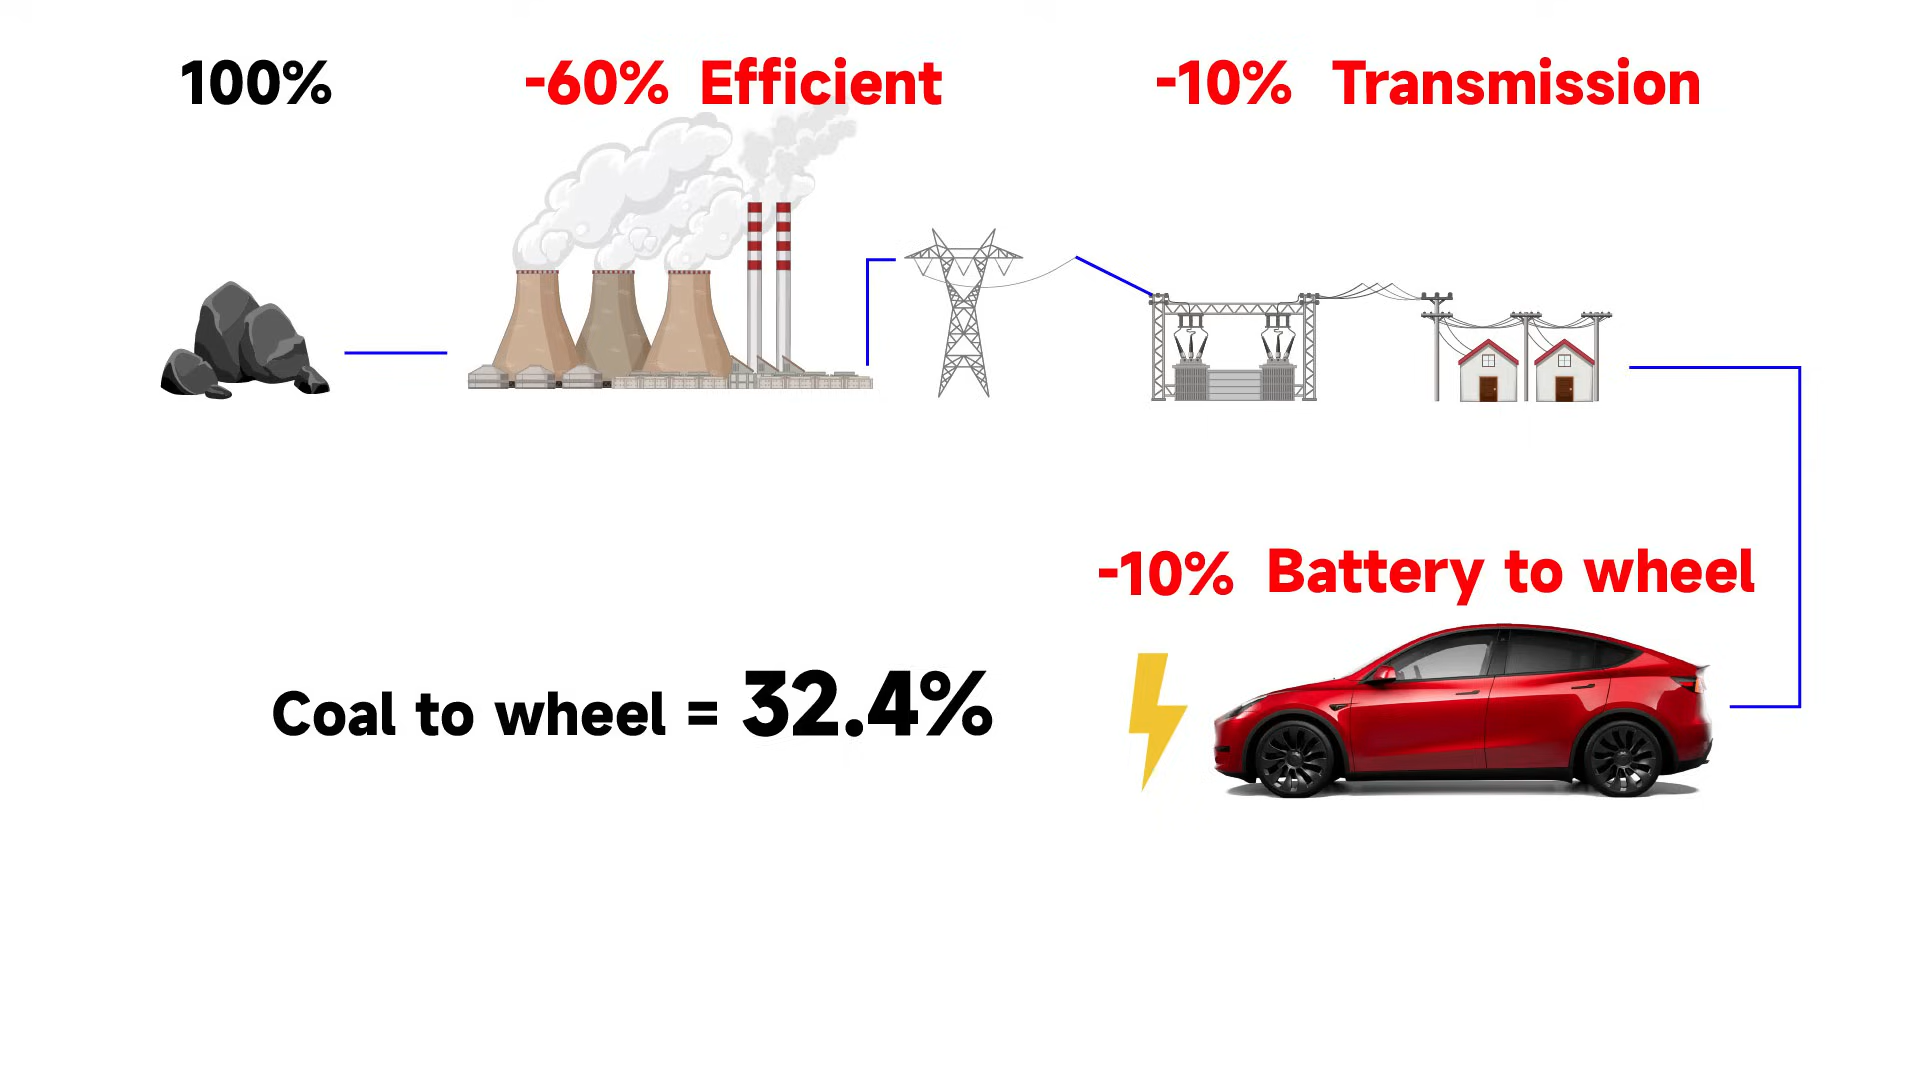 100%
-60% Efficient
-10% Transmission
-10% Battery to wheel
Coal to wheel = 32.4%